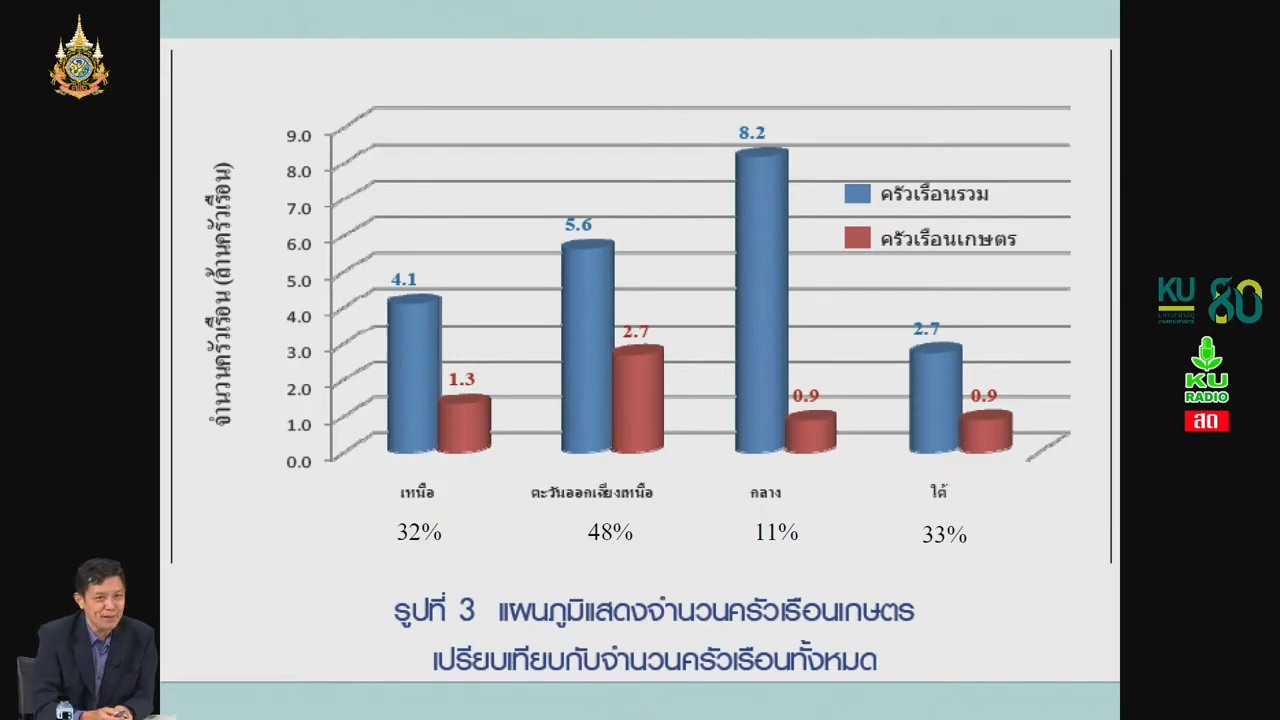 9.0
8.0
7.0
6.0
5.0
4.0
3.0
2.0
1.0
0.0
จำนวนครัวเรือน (ล้านครัวเรือน)
8.2
5.6
4.1
2.7
2.7
1.3
0.9
0.9
ครัวเรือนรวม
ครัวเรือนเกษตร
เหนือ ตะวันออกเฉียงเหนือ กลาง ใต้
32% 48% 11% 33%
รูปที่ 3 แผนภูมิแสดงจำนวนครัวเรือนเกษตร
เปรียบเทียบกับจำนวนครัวเรือนทั้งหมด
KU 80
KU
RADIO
สด